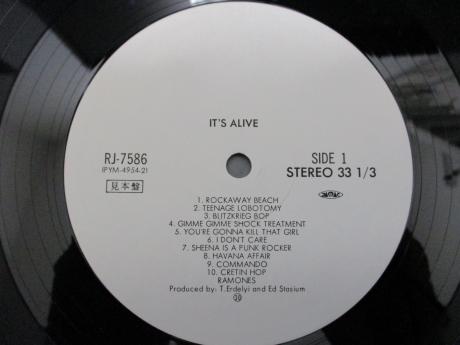 IT'S ALIVE
RJ-7586
(PYM-4954-2)
見本盤
SIDE 1
STEREO 33 1/3
1. ROCKAWAY BEACH
2. TEENAGE LOBOTOMY
3. BLITZKRIEG BOP
4. GIMME GIMME SHOCK TREATMENT
5. YOU'RE GONNA KILL THAT GIRL
6. I DON'T CARE
7. SHEENA IS A PUNK ROCKER
8. HAVANA AFFAIR
9. COMMANDO
10. CRETIN HOP
RAMONES
Produced by: T.Erdelyi and Ed Stasium